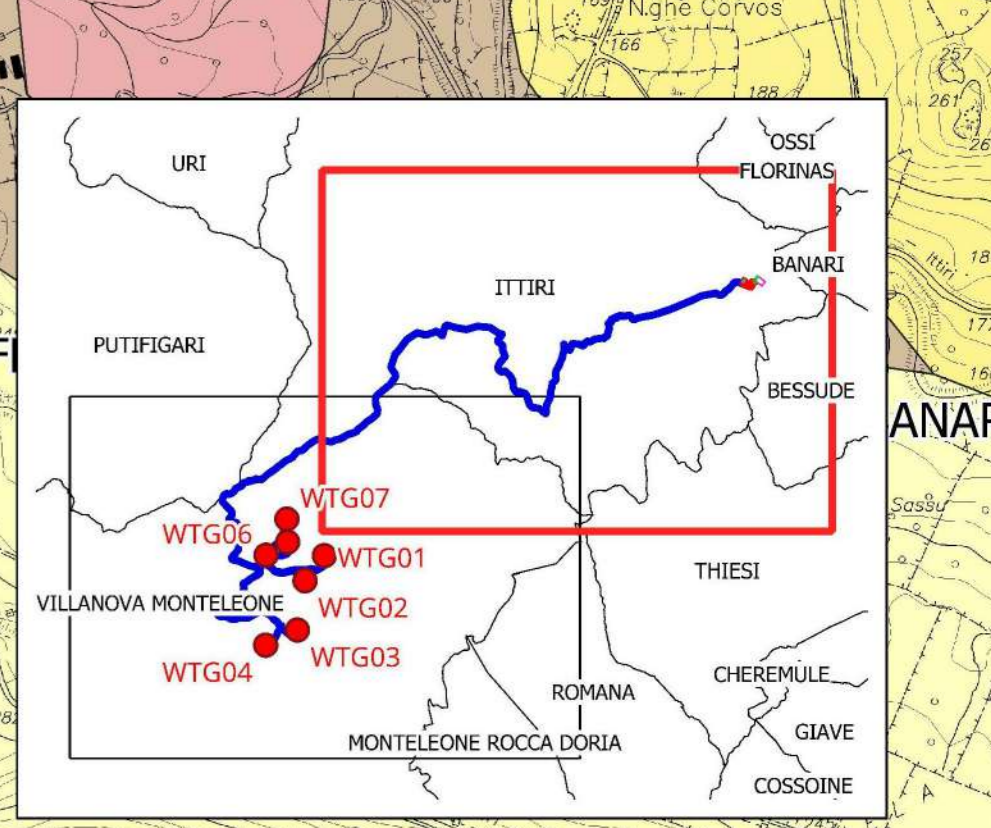 N.ghe Corvos
166
257
188
261
OSSI
URI
FLORINAS
BANARI
Ittiri
ITTIRI
PUTIFIGARI
BESSUDE
ANAR
Sassu
WTG07
WTG06
WTG01
THIESI
VILLANOVA MONTELEONE
WTG02
WTG03
WTG04
CHEREMULE
ROMANA
GIAVE
MONTELEONE ROCCA DORIA
COSSOINE
A